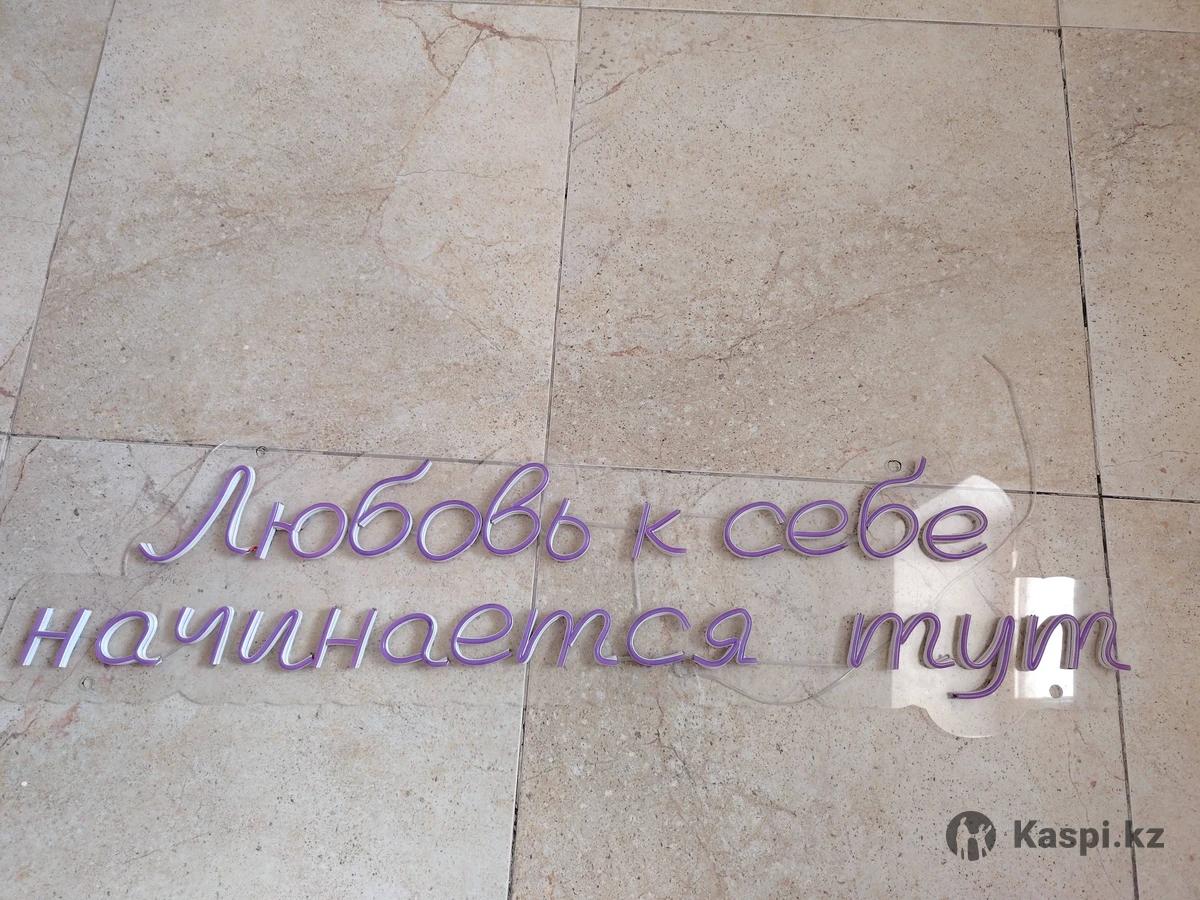 Любовь к себе
начинается тут
Kaspi.kz